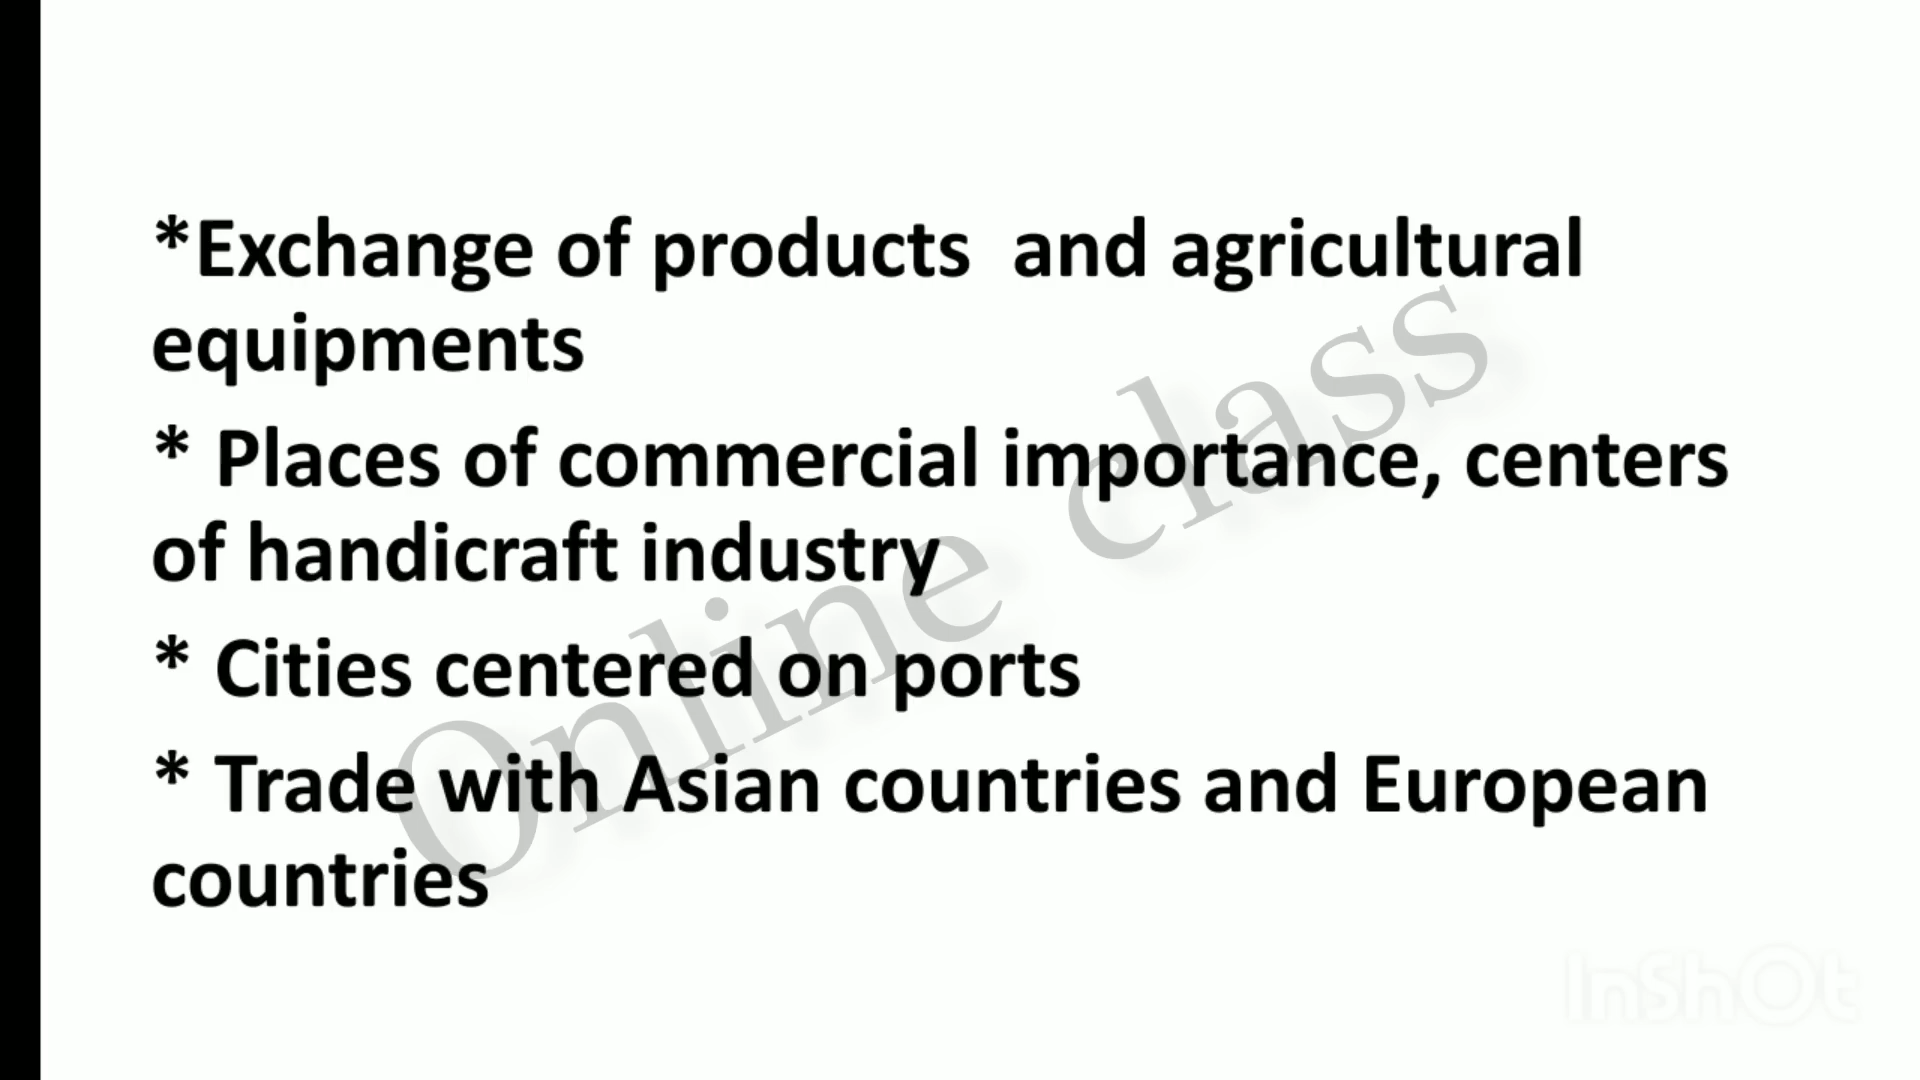 *Exchange of products  and agricultural
equipments
* Places of commercial importance, centers
of handicraft industry
* Cities centered on ports
* Trade with Asian countries and European
countries
Online class
InShOt